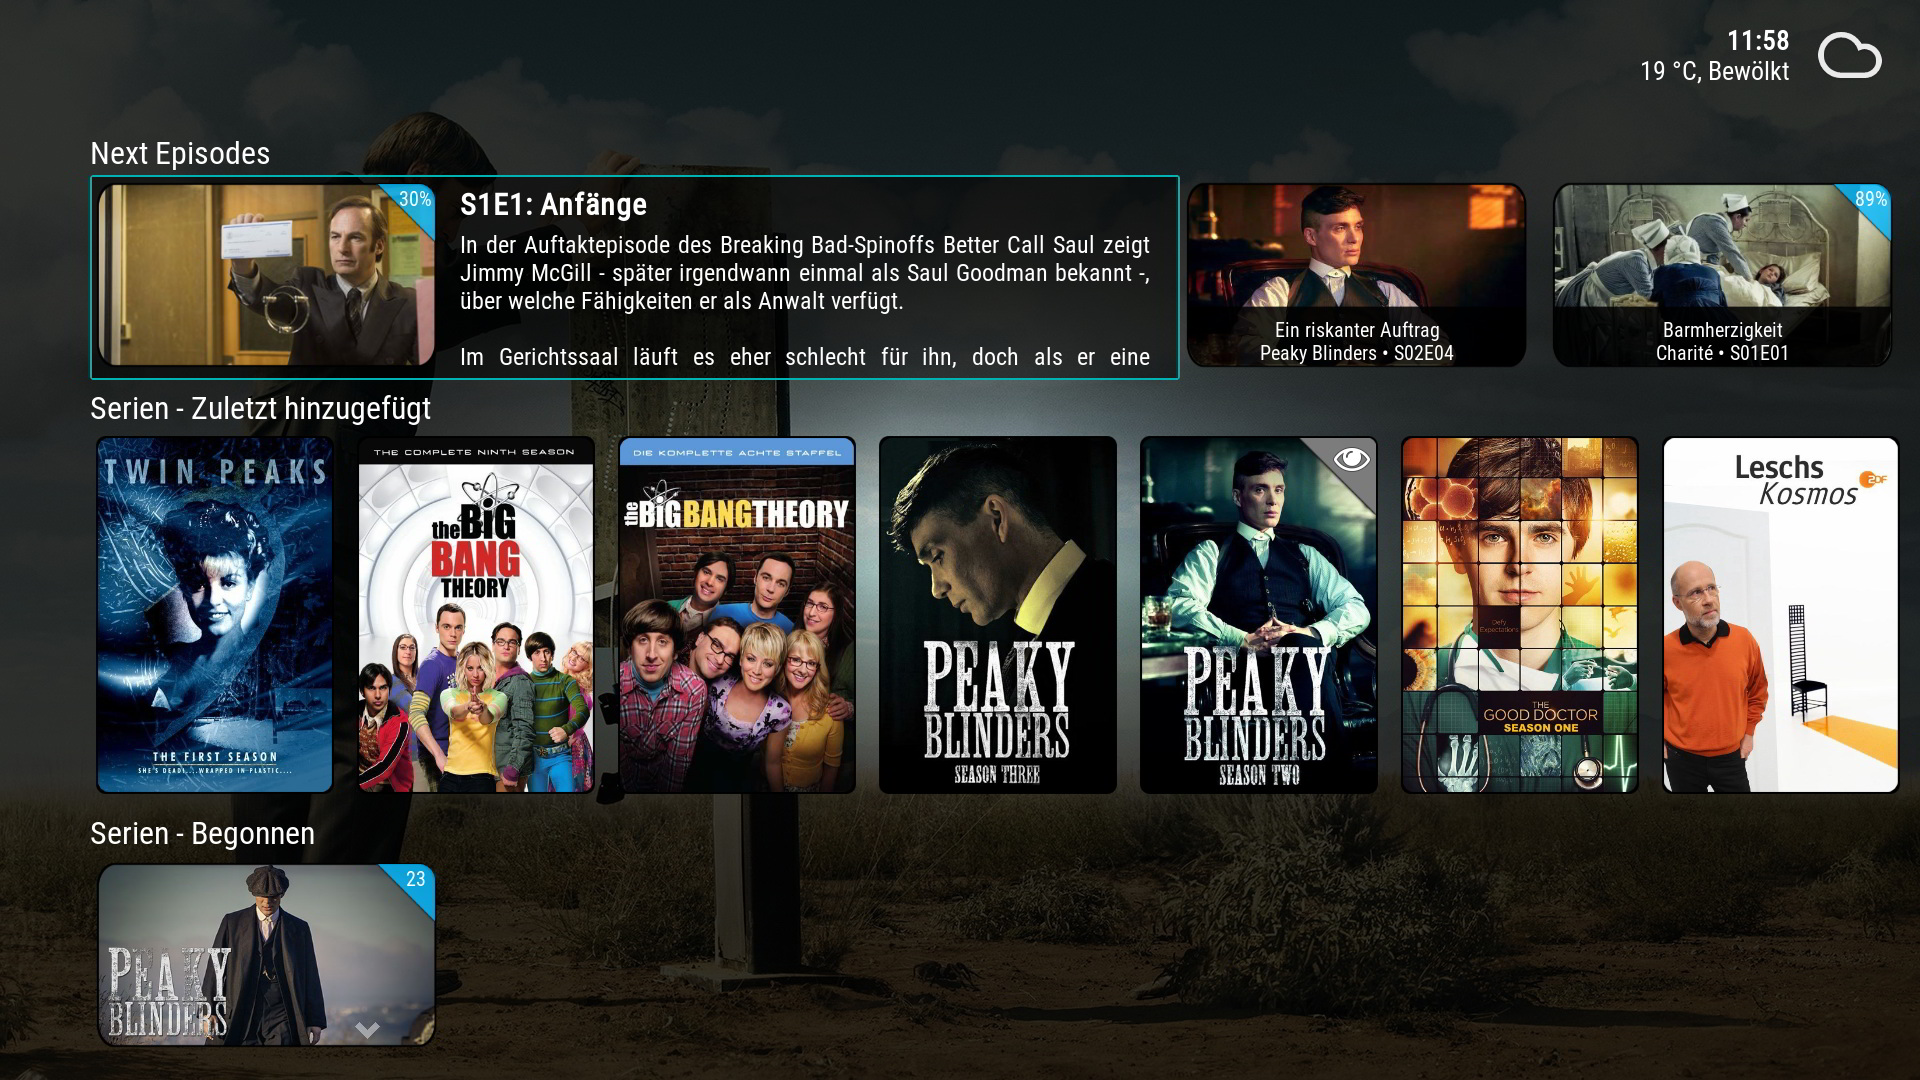 11:58
19 °C, Bewölkt
Next Episodes
30%
S1E1: Anfänge
In der Auftaktepisode des Breaking Bad-Spinoffs Better Call Saul zeigt
Jimmy McGill - später irgendwann einmal als Saul Goodman bekannt -,
über welche Fähigkeiten er als Anwalt verfügt.
Im Gerichtssaal läuft es eher schlecht für ihn, doch als er eine
Ein riskanter Auftrag
Peaky Blinders • S02E04
89%
Barmherzigkeit
Charité • S01E01
Serien - Zuletzt hinzugefügt
TWIN PEAKS
THE FIRST SEASON
SHE'S DEAD!...WRAPPED IN PLASTIC....
THE COMPLETE NINTH SEASON
the BIG
BANG
THEORY
DIE KOMPLETTE ACHTE STAFFEL
the BIG BANG THEORY
PEAKY
BLINDERS
SEASON THREE
PEAKY
BLINDERS
SEASON TWO
Defy
Expectations
THE
GOOD DOCTOR
SEASON ONE
Leschs
Kosmos
ZDF
Serien - Begonnen
23
PEAKY
BLINDERS